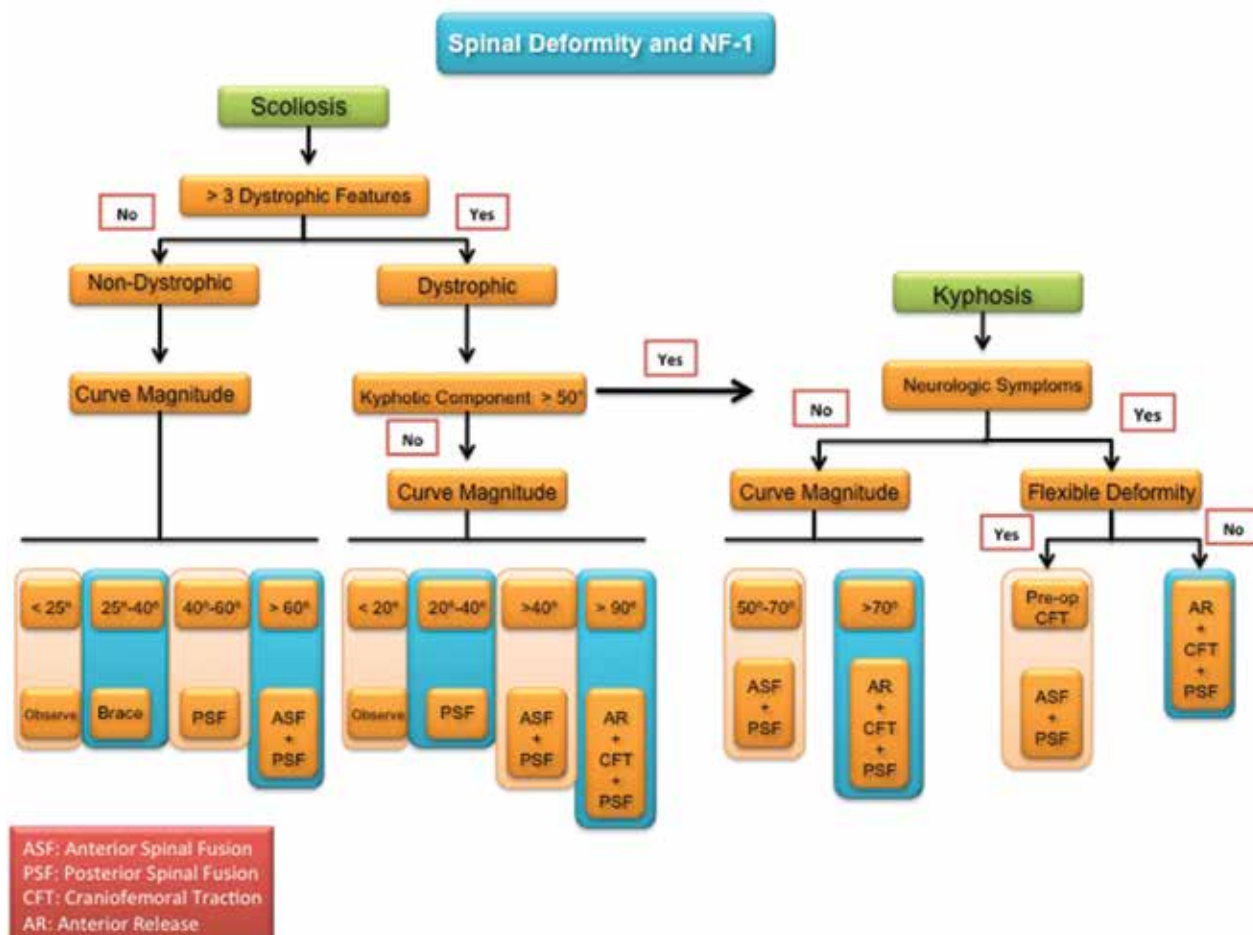 Spinal Deformity and NF-1
Scoliosis
> 3 Dystrophic Features
No
Yes
Non-Dystrophic
Dystrophic
Kyphosis
Curve Magnitude
Kyphotic Component > 50°
Yes
Neurologic Symptoms
No
No
Yes
Curve Magnitude
Curve Magnitude
Flexible Deformity
Yes
No
< 25°
25°-40°
40°-60°
> 60°
< 20°
20°-40°
>40°
> 90°
50°-70°
>70°
Pre-op
CFT
AR
+
CFT
+
PSF
Observe
Brace
PSF
ASF
+
PSF
Observe
PSF
ASF
+
PSF
AR
+
CFT
+
PSF
ASF
+
PSF
AR
+
CFT
+
PSF
ASF
+
PSF
ASF: Anterior Spinal Fusion
PSF: Posterior Spinal Fusion
CFT: Craniofemoral Traction
AR: Anterior Release